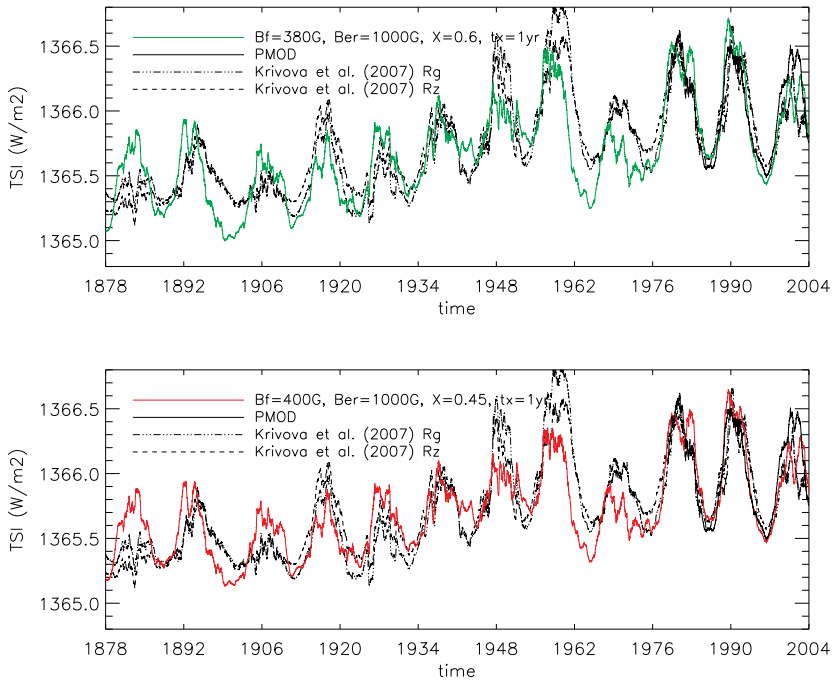 TSI (W/m2)
1366.5
1366.0
1365.5
1365.0
Bf=380G, Ber=1000G, X=0.6, tx=1yr
PMOD
Krivova et al. (2007) Rg
Krivova et al. (2007) Rz
1878 1892 1906 1920 1934 1948 1962 1976 1990 2004
time
TSI (W/m2)
1366.5
1366.0
1365.5
1365.0
Bf=400G, Ber=1000G, X=0.45, tx=1yr
PMOD
Krivova et al. (2007) Rg
Krivova et al. (2007) Rz
1878 1892 1906 1920 1934 1948 1962 1976 1990 2004
time